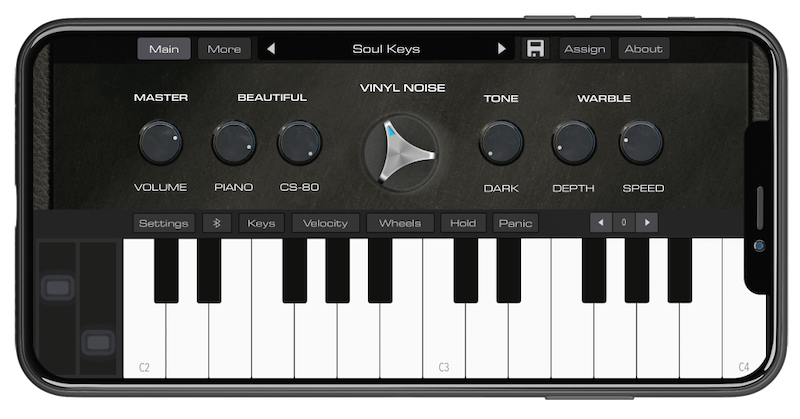 Main More Soul Keys Assign About
VINYL NOISE
MASTER BEAUTIFUL TONE WARBLE
VOLUME PIANO CS-80 DARK DEPTH SPEED
Settings Keys Velocity Wheels Hold Panic 0
C2 C3 C4